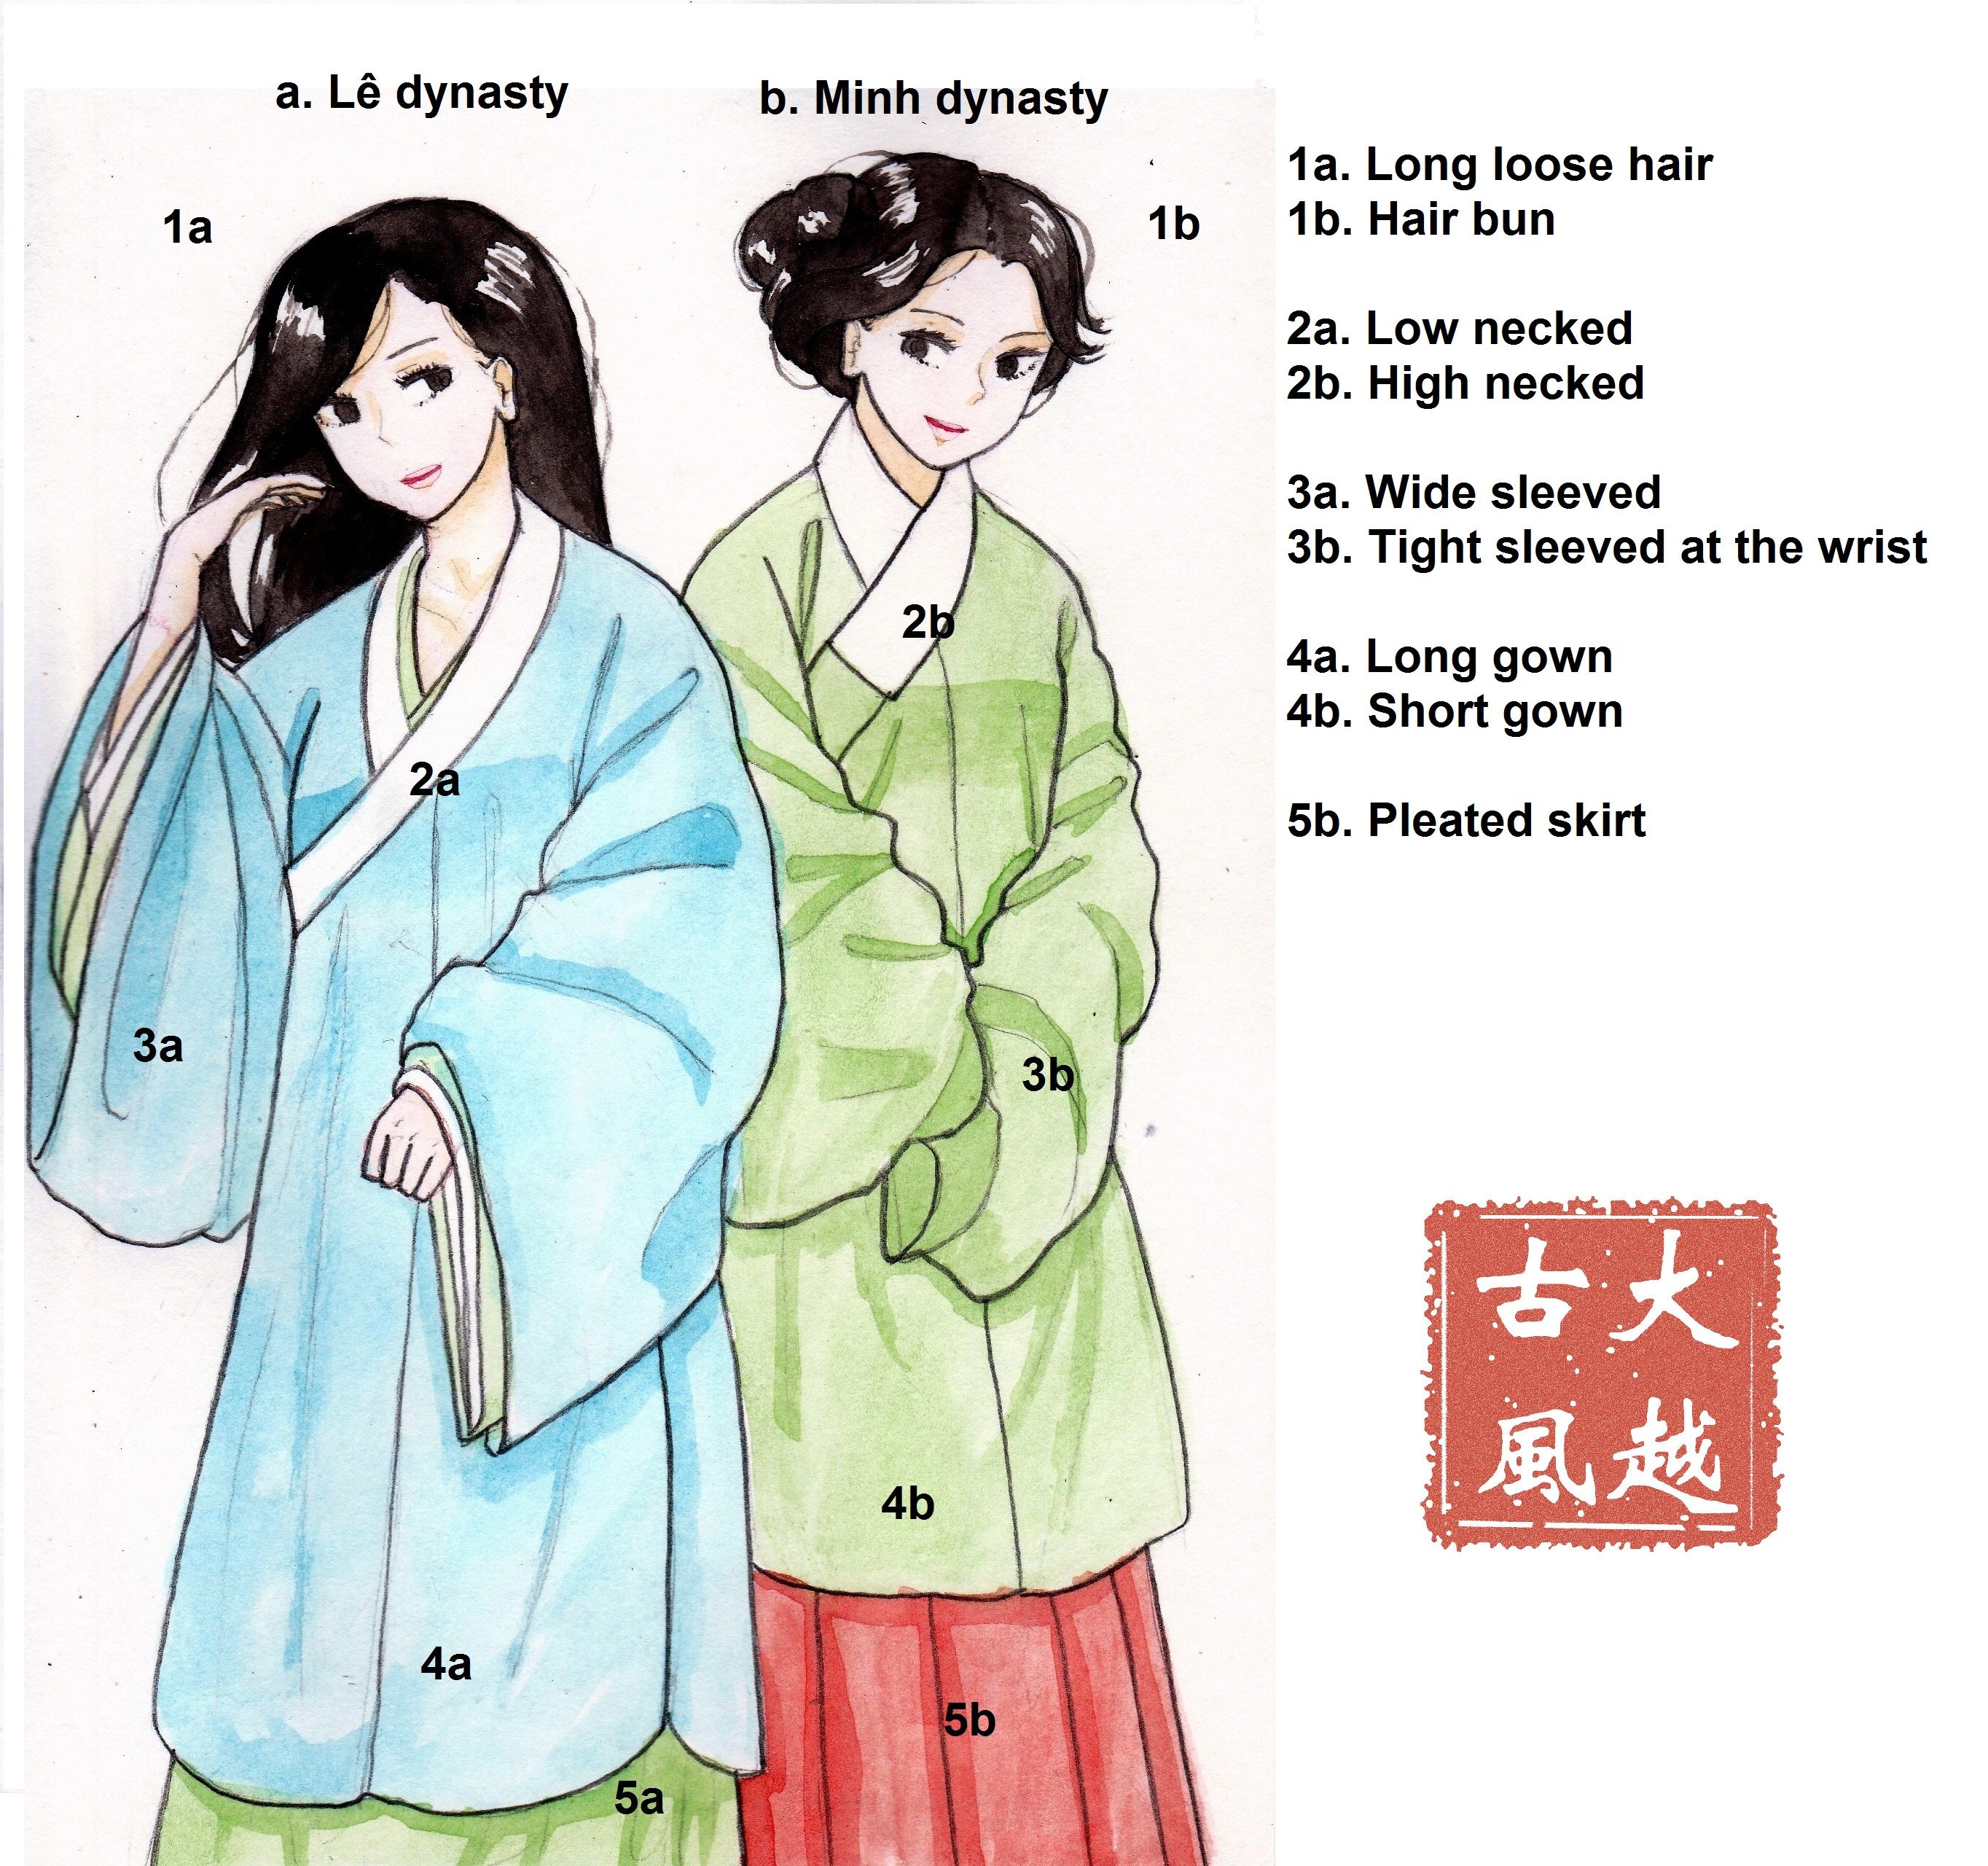 a. Lê dynasty
b. Minh dynasty
1a
1b
2a
2b
3a
3b
4a
4b
5a
5b
1a. Long loose hair
1b. Hair bun
2a. Low necked
2b. High necked
3a. Wide sleeved
3b. Tight sleeved at the wrist
4a. Long gown
4b. Short gown
5b. Pleated skirt
大越
古風